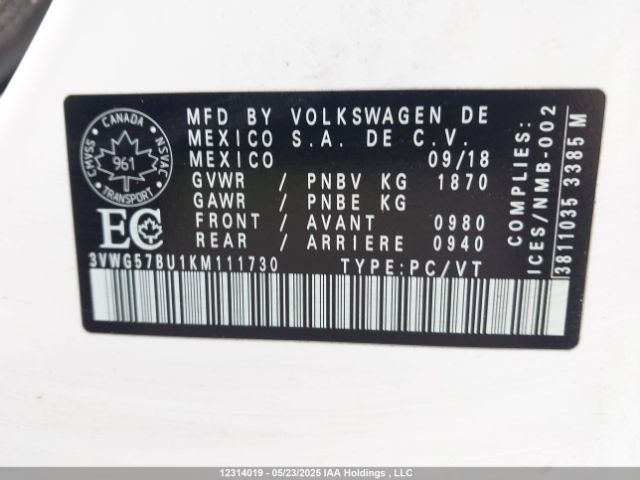 CANADA
CMVSS
NSVAC
961
TRANSPORT
EC
MFD BY VOLKSWAGEN DE
MEXICO S.A. DE C.V.
MEXICO 09/18
GVWR / PNBV KG 1870
GAWR / PNBE KG
FRONT / AVANT 0980
REAR / ARRIERE 0940
3VWG57BU1KM111730 TYPE:PC/VT
COMPLIES:
ICES/NMB-002
3811035 3385 M
12314019 - 05/23/2025 IAA Holdings , LLC